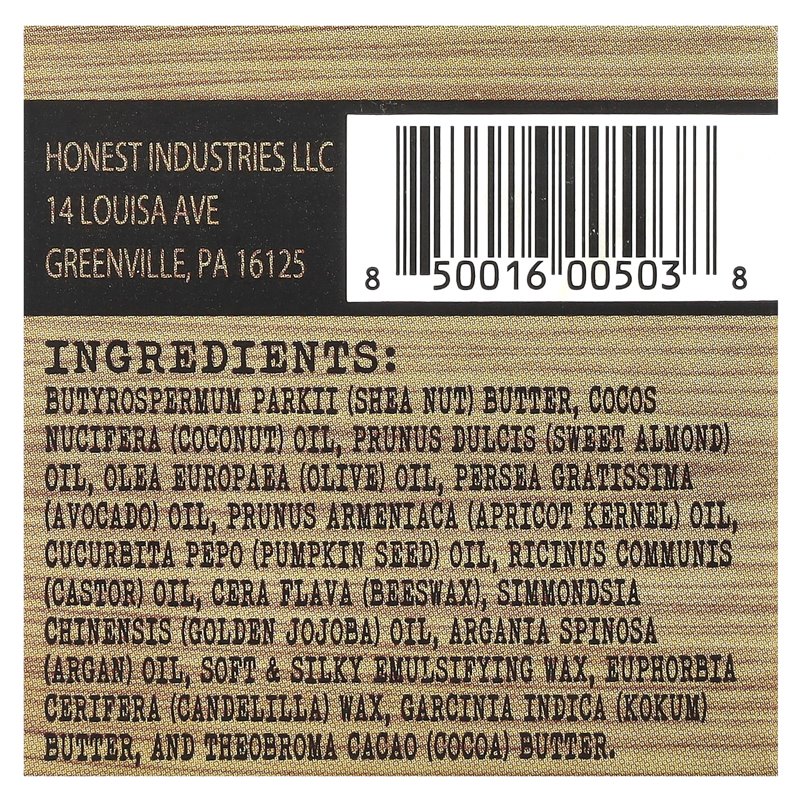 HONEST INDUSTRIES LLC
14 LOUISA AVE
GREENVILLE, PA 16125
8 50016 00503 8
INGREDIENTS:
BUTYROSPERMUM PARKII (SHEA NUT) BUTTER, COCOS
NUCIFERA (COCONUT) OIL, PRUNUS DULCIS (SWEET ALMOND)
OIL, OLEA EUROPAEA (OLIVE) OIL, PERSEA GRATISSIMA
(AVOCADO) OIL, PRUNUS ARMENIACA (APRICOT KERNEL) OIL,
CUCURBITA PEPO (PUMPKIN SEED) OIL, RICINUS COMMUNIS
(CASTOR) OIL, CERA FLAVA (BEESWAX), SIMMONDSIA
CHINENSIS (GOLDEN JOJOBA) OIL, ARGANIA SPINOSA
(ARGAN) OIL, SOFT & SILKY EMULSIFYING WAX, EUPHORBIA
CERIFERA (CANDELILLA) WAX, GARCINIA INDICA (KOKUM)
BUTTER, AND THEOBROMA CACAO (COCOA) BUTTER.